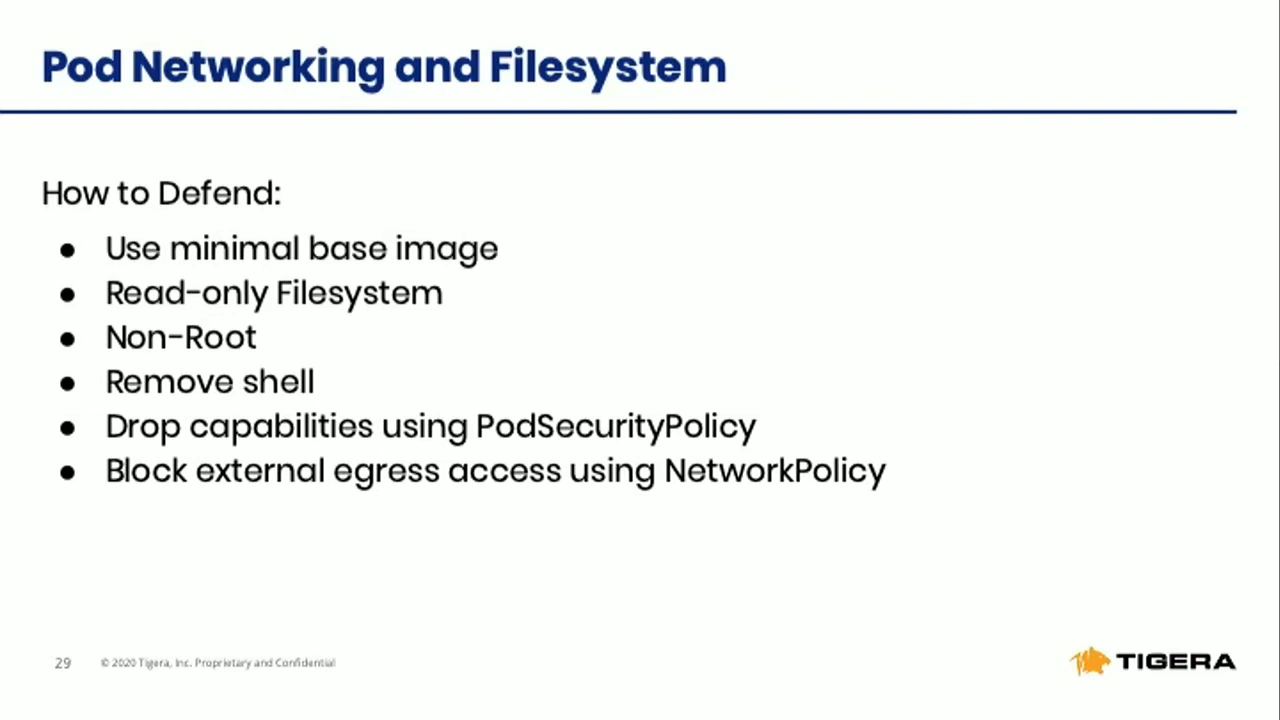 Pod Networking and Filesystem
How to Defend:
● Use minimal base image
● Read-only Filesystem
● Non-Root
● Remove shell
● Drop capabilities using PodSecurityPolicy
● Block external egress access using NetworkPolicy
29 © 2020 Tigera, Inc. Proprietary and Confidential
TIGERA